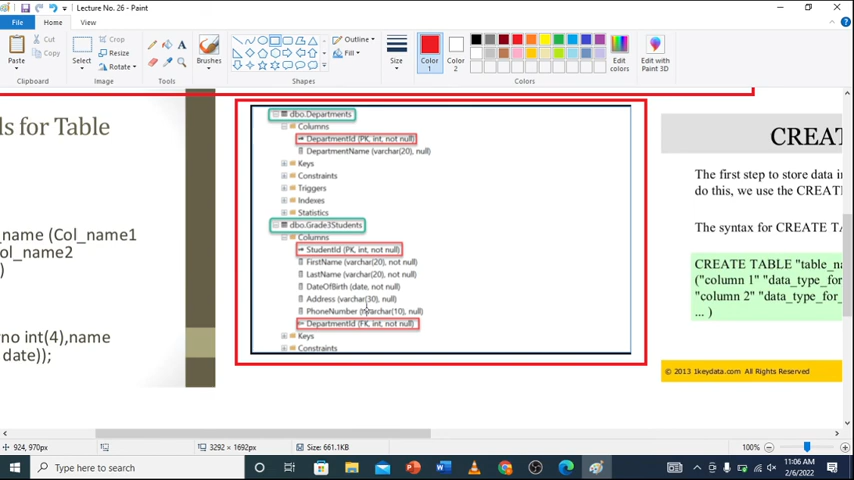 Lecture No. 26 - Paint
File
Home
View
Paste
Cut
Copy
Clipboard
Select
Crop
Resize
Rotate
Image
Tools
Brushes
Outline
Fill
Shapes
Size
Color 1
Color 2
Edit colors
Edit with Paint 3D
Colors
ls for Table
_name (Col_name1
ol_name2
)
no int(4),name
date));
dbo.Departments
Columns
DepartmentId (PK, int, not null)
DepartmentName (varchar(20), null)
Keys
Constraints
Triggers
Indexes
Statistics
dbo.Grade3Students
Columns
StudentId (PK, int, not null)
FirstName (varchar(20), not null)
LastName (varchar(20), not null)
DateOfBirth (date, not null)
Address (varchar(30), null)
PhoneNumber (nvarchar(10), null)
DepartmentId (FK, int, not null)
Keys
Constraints
CREA
The first step to store data i
do this, we use the CREAT
The syntax for CREATE TA
CREATE TABLE "table_na
("column 1" "data_type_for_
"column 2" "data_type_for_
... )
© 2013 1keydata.com All Rights Reserved
924, 970px
3292 × 1692px
Size: 661.1KB
100%
Type here to search
11:06 AM
2/6/2022